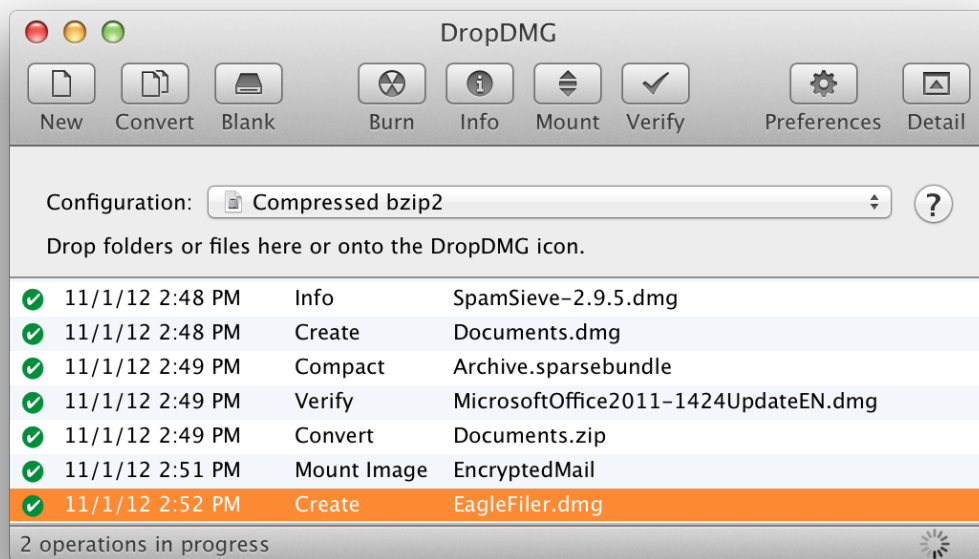 DropDMG
New Convert Blank Burn Info Mount Verify Preferences Detail
Configuration: Compressed bzip2 ?
Drop folders or files here or onto the DropDMG icon.
11/1/12 2:48 PM Info SpamSieve-2.9.5.dmg
11/1/12 2:48 PM Create Documents.dmg
11/1/12 2:49 PM Compact Archive.sparsebundle
11/1/12 2:49 PM Verify MicrosoftOffice2011-1424UpdateEN.dmg
11/1/12 2:49 PM Convert Documents.zip
11/1/12 2:51 PM Mount Image EncryptedMail
11/1/12 2:52 PM Create EagleFiler.dmg
2 operations in progress